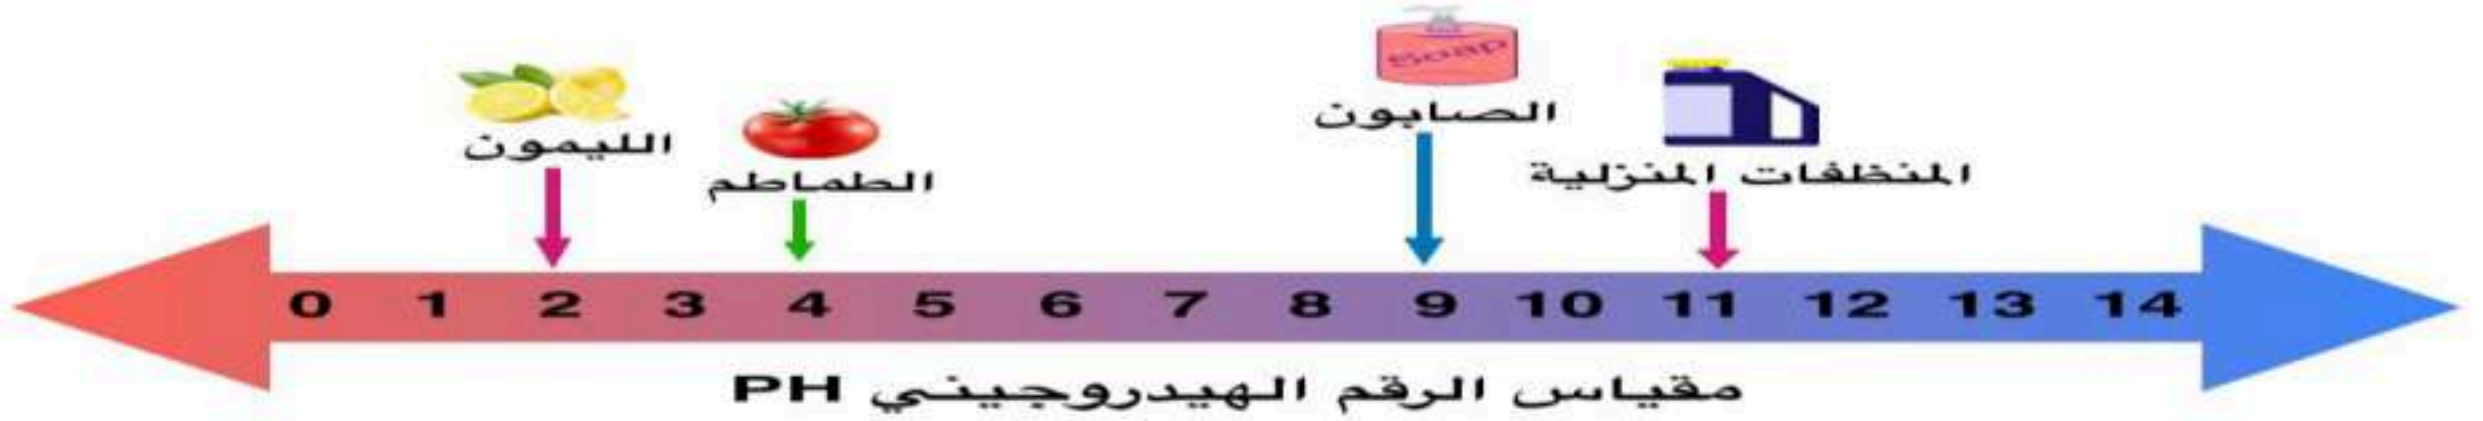 Soap
الصابون
الليمون
المنظفات المنزلية
الطماطم
0 1 2 3 4 5 6 7 8 9 10 11 12 13 14
مقياس الرقم الهيدروجيني PH